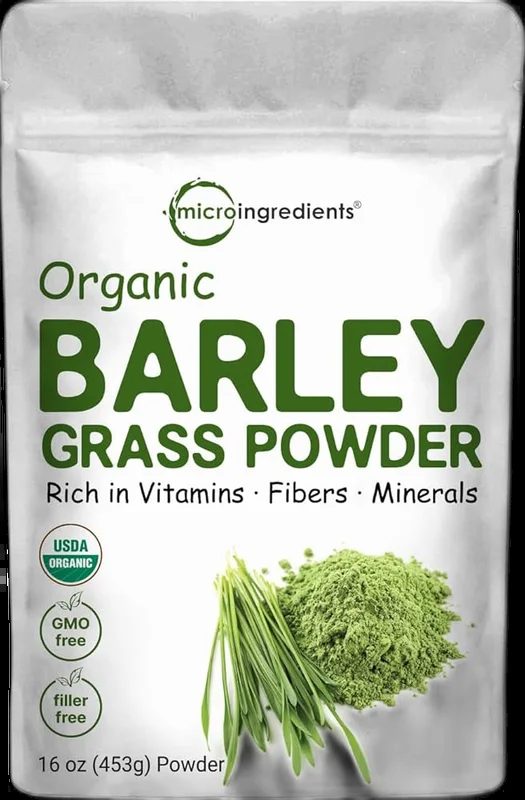 microingredients®
Organic
BARLEY
GRASS POWDER
Rich in Vitamins · Fibers · Minerals
USDA
ORGANIC
GMO
free
filler
free
16 oz (453g) Powder